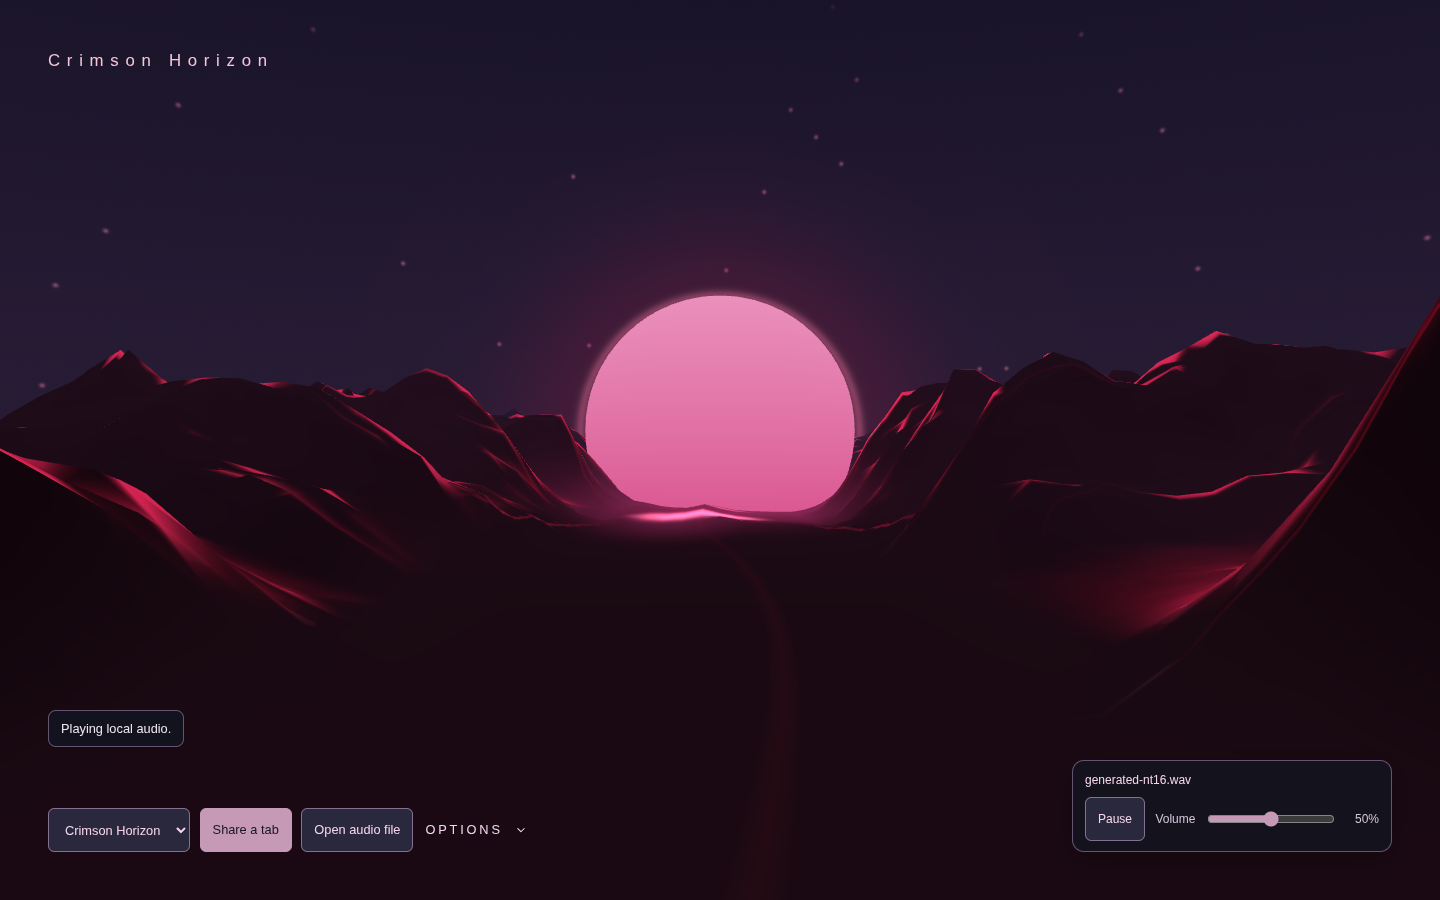 Crimson Horizon
Playing local audio.
generated-nt16.wav
Pause Volume 50%
Crimson Horizon Share a tab Open audio file OPTIONS